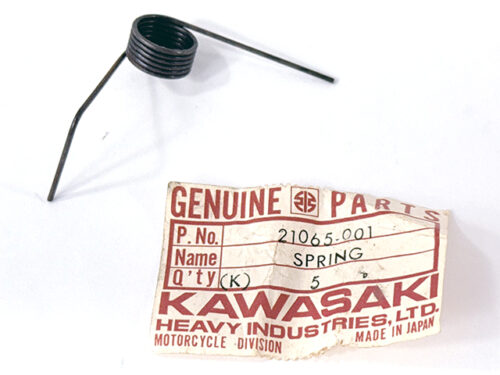 GENUINE PARTS
P. No. 21065-001
Name SPRING
Q'ty (K) 5
KAWASAKI
HEAVY INDUSTRIES, LTD.
MOTORCYCLE DIVISION MADE IN JAPAN